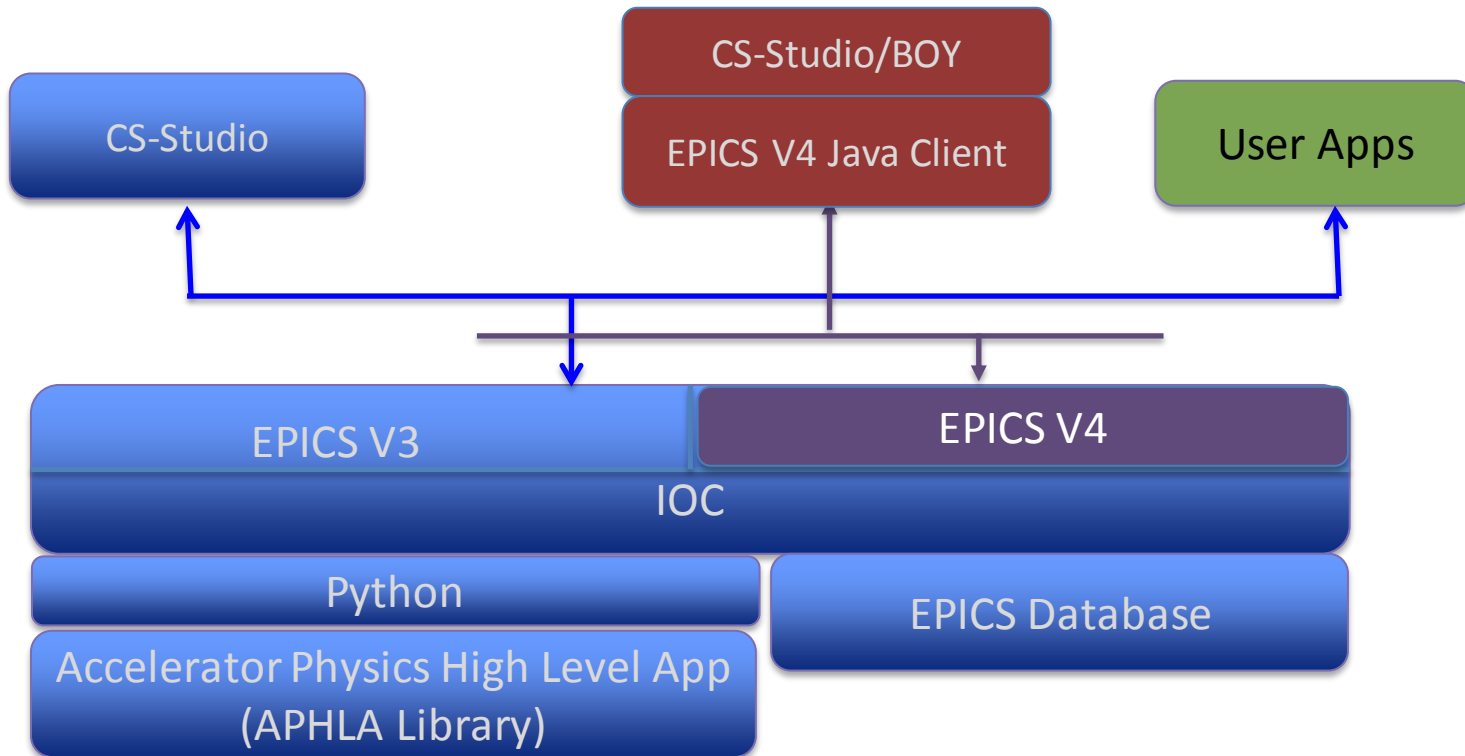 CS-Studio/BOY
CS-Studio
EPICS V4 Java Client
User Apps
EPICS V3
EPICS V4
IOC
Python
EPICS Database
Accelerator Physics High Level App
(APHLA Library)